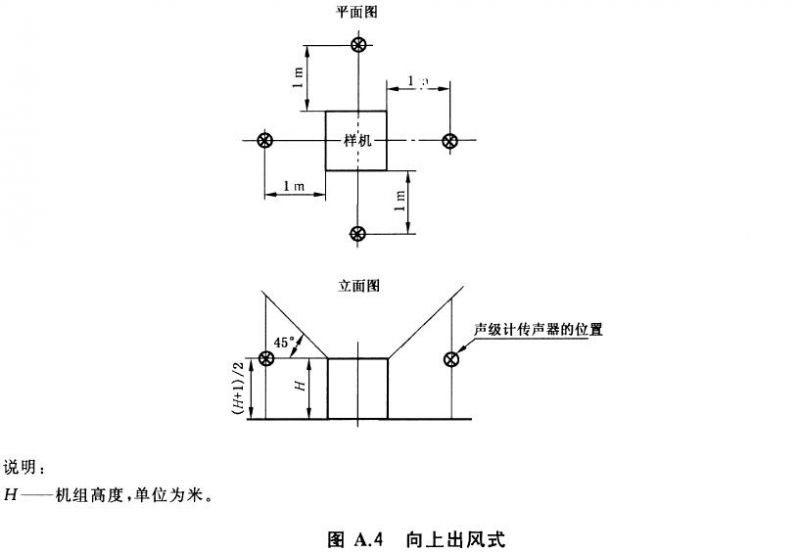 平面图
1 m
1
样机
1 m
1 m
立面图
声级计传声器的位置
45°
(H+1)/2
H
说明：
H——机组高度，单位为米。
图 A.4 向上出风式